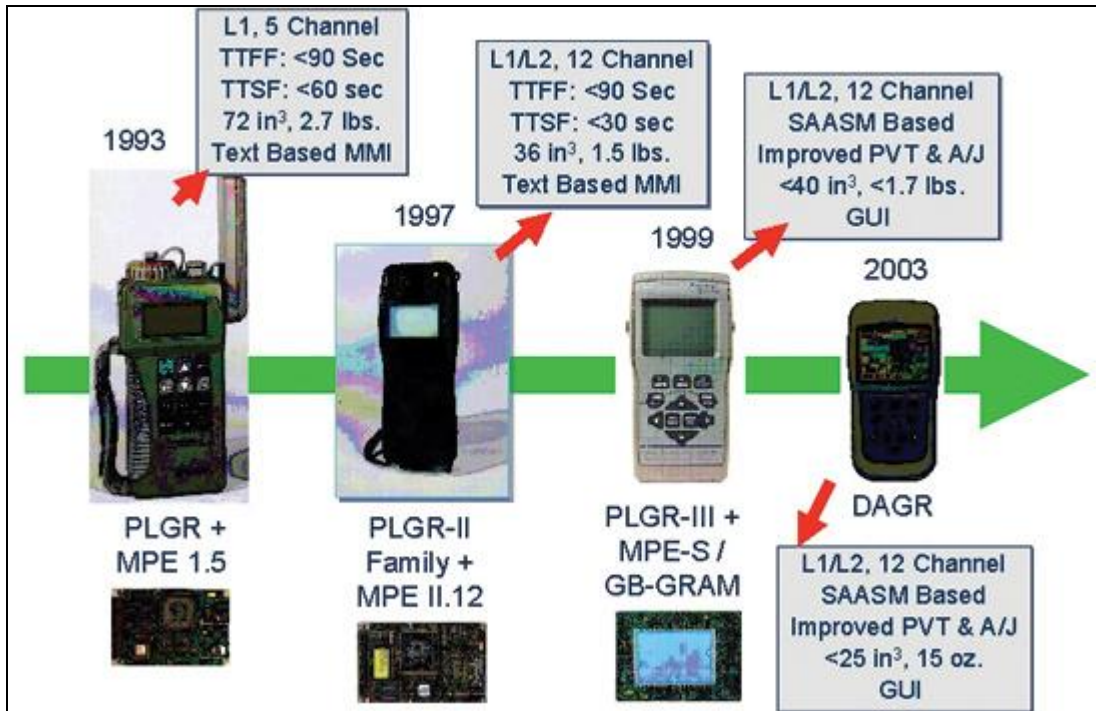 L1, 5 Channel
TTFF: <90 Sec
TTSF: <60 sec
72 in³, 2.7 lbs.
Text Based MMI
1993
PLGR +
MPE 1.5
L1/L2, 12 Channel
TTFF: <90 Sec
TTSF: <30 sec
36 in³, 1.5 lbs.
Text Based MMI
1997
PLGR-II
Family +
MPE II.12
L1/L2, 12 Channel
SAASM Based
Improved PVT & A/J
<40 in³, <1.7 lbs.
GUI
1999
PLGR-III +
MPE-S /
GB-GRAM
2003
DAGR
L1/L2, 12 Channel
SAASM Based
Improved PVT & A/J
<25 in³, 15 oz.
GUI